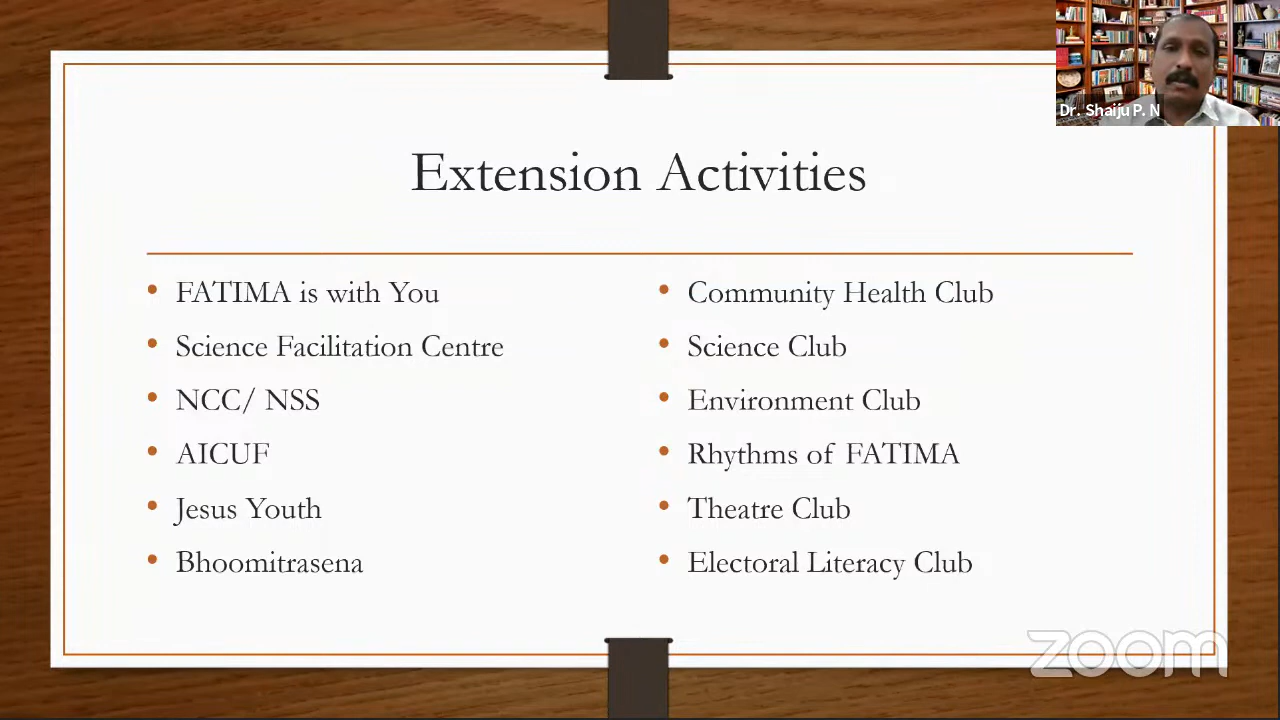 Dr. Shaiju P. N
Extension Activities
• FATIMA is with You
• Science Facilitation Centre
• NCC/ NSS
• AICUF
• Jesus Youth
• Bhoomitrasena
• Community Health Club
• Science Club
• Environment Club
• Rhythms of FATIMA
• Theatre Club
• Electoral Literacy Club
zoom